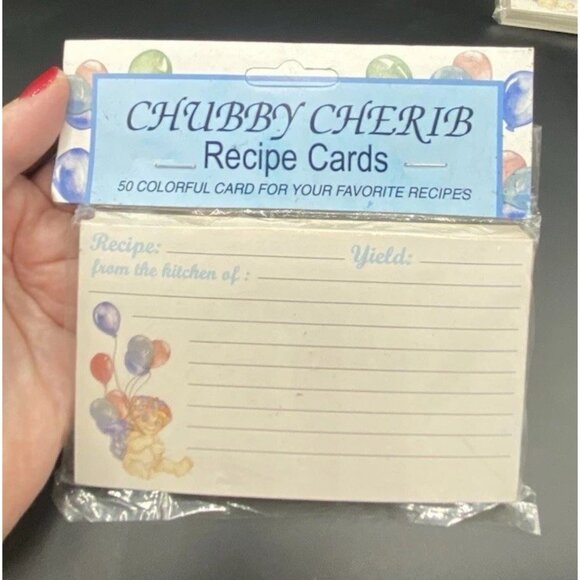 CHUBBY CHERIB
Recipe Cards
50 COLORFUL CARD FOR YOUR FAVORITE RECIPES
Recipe: Yield:
from the kitchen of :